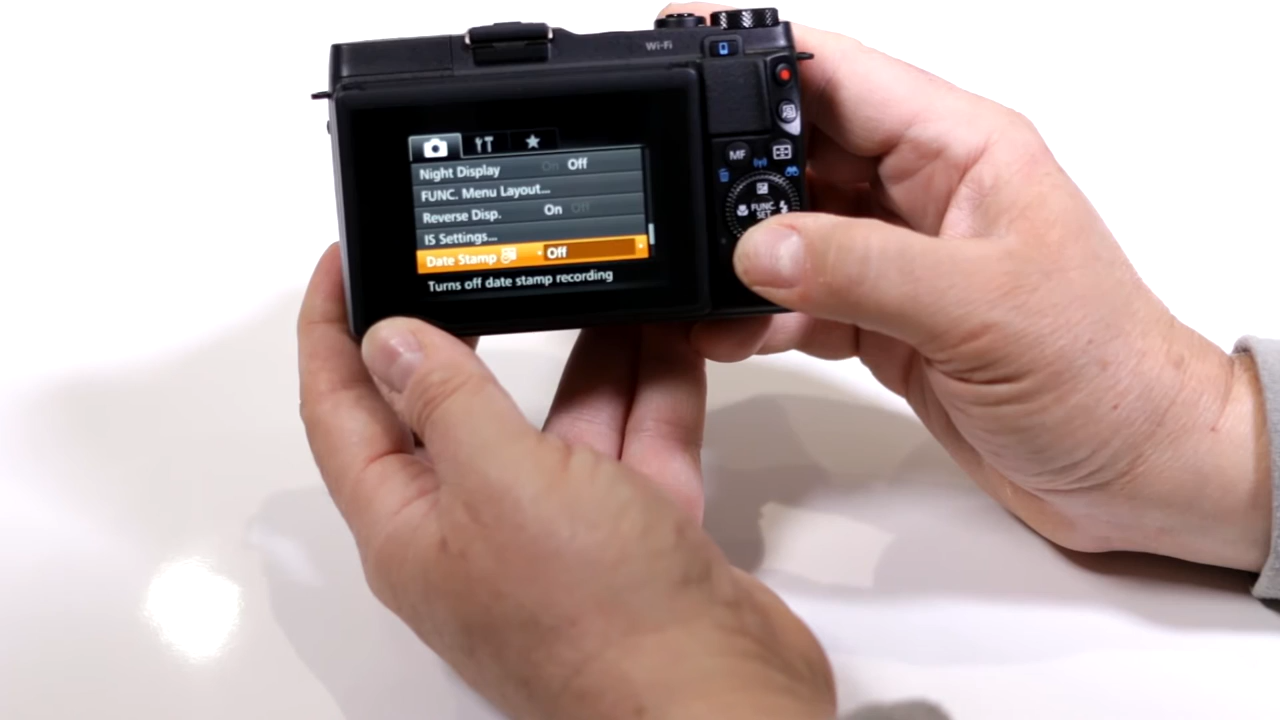 Wi-Fi
Night Display On Off
FUNC. Menu Layout...
Reverse Disp. On Off
IS Settings...
Date Stamp Off
Turns off date stamp recording
MF
FUNC.
SET